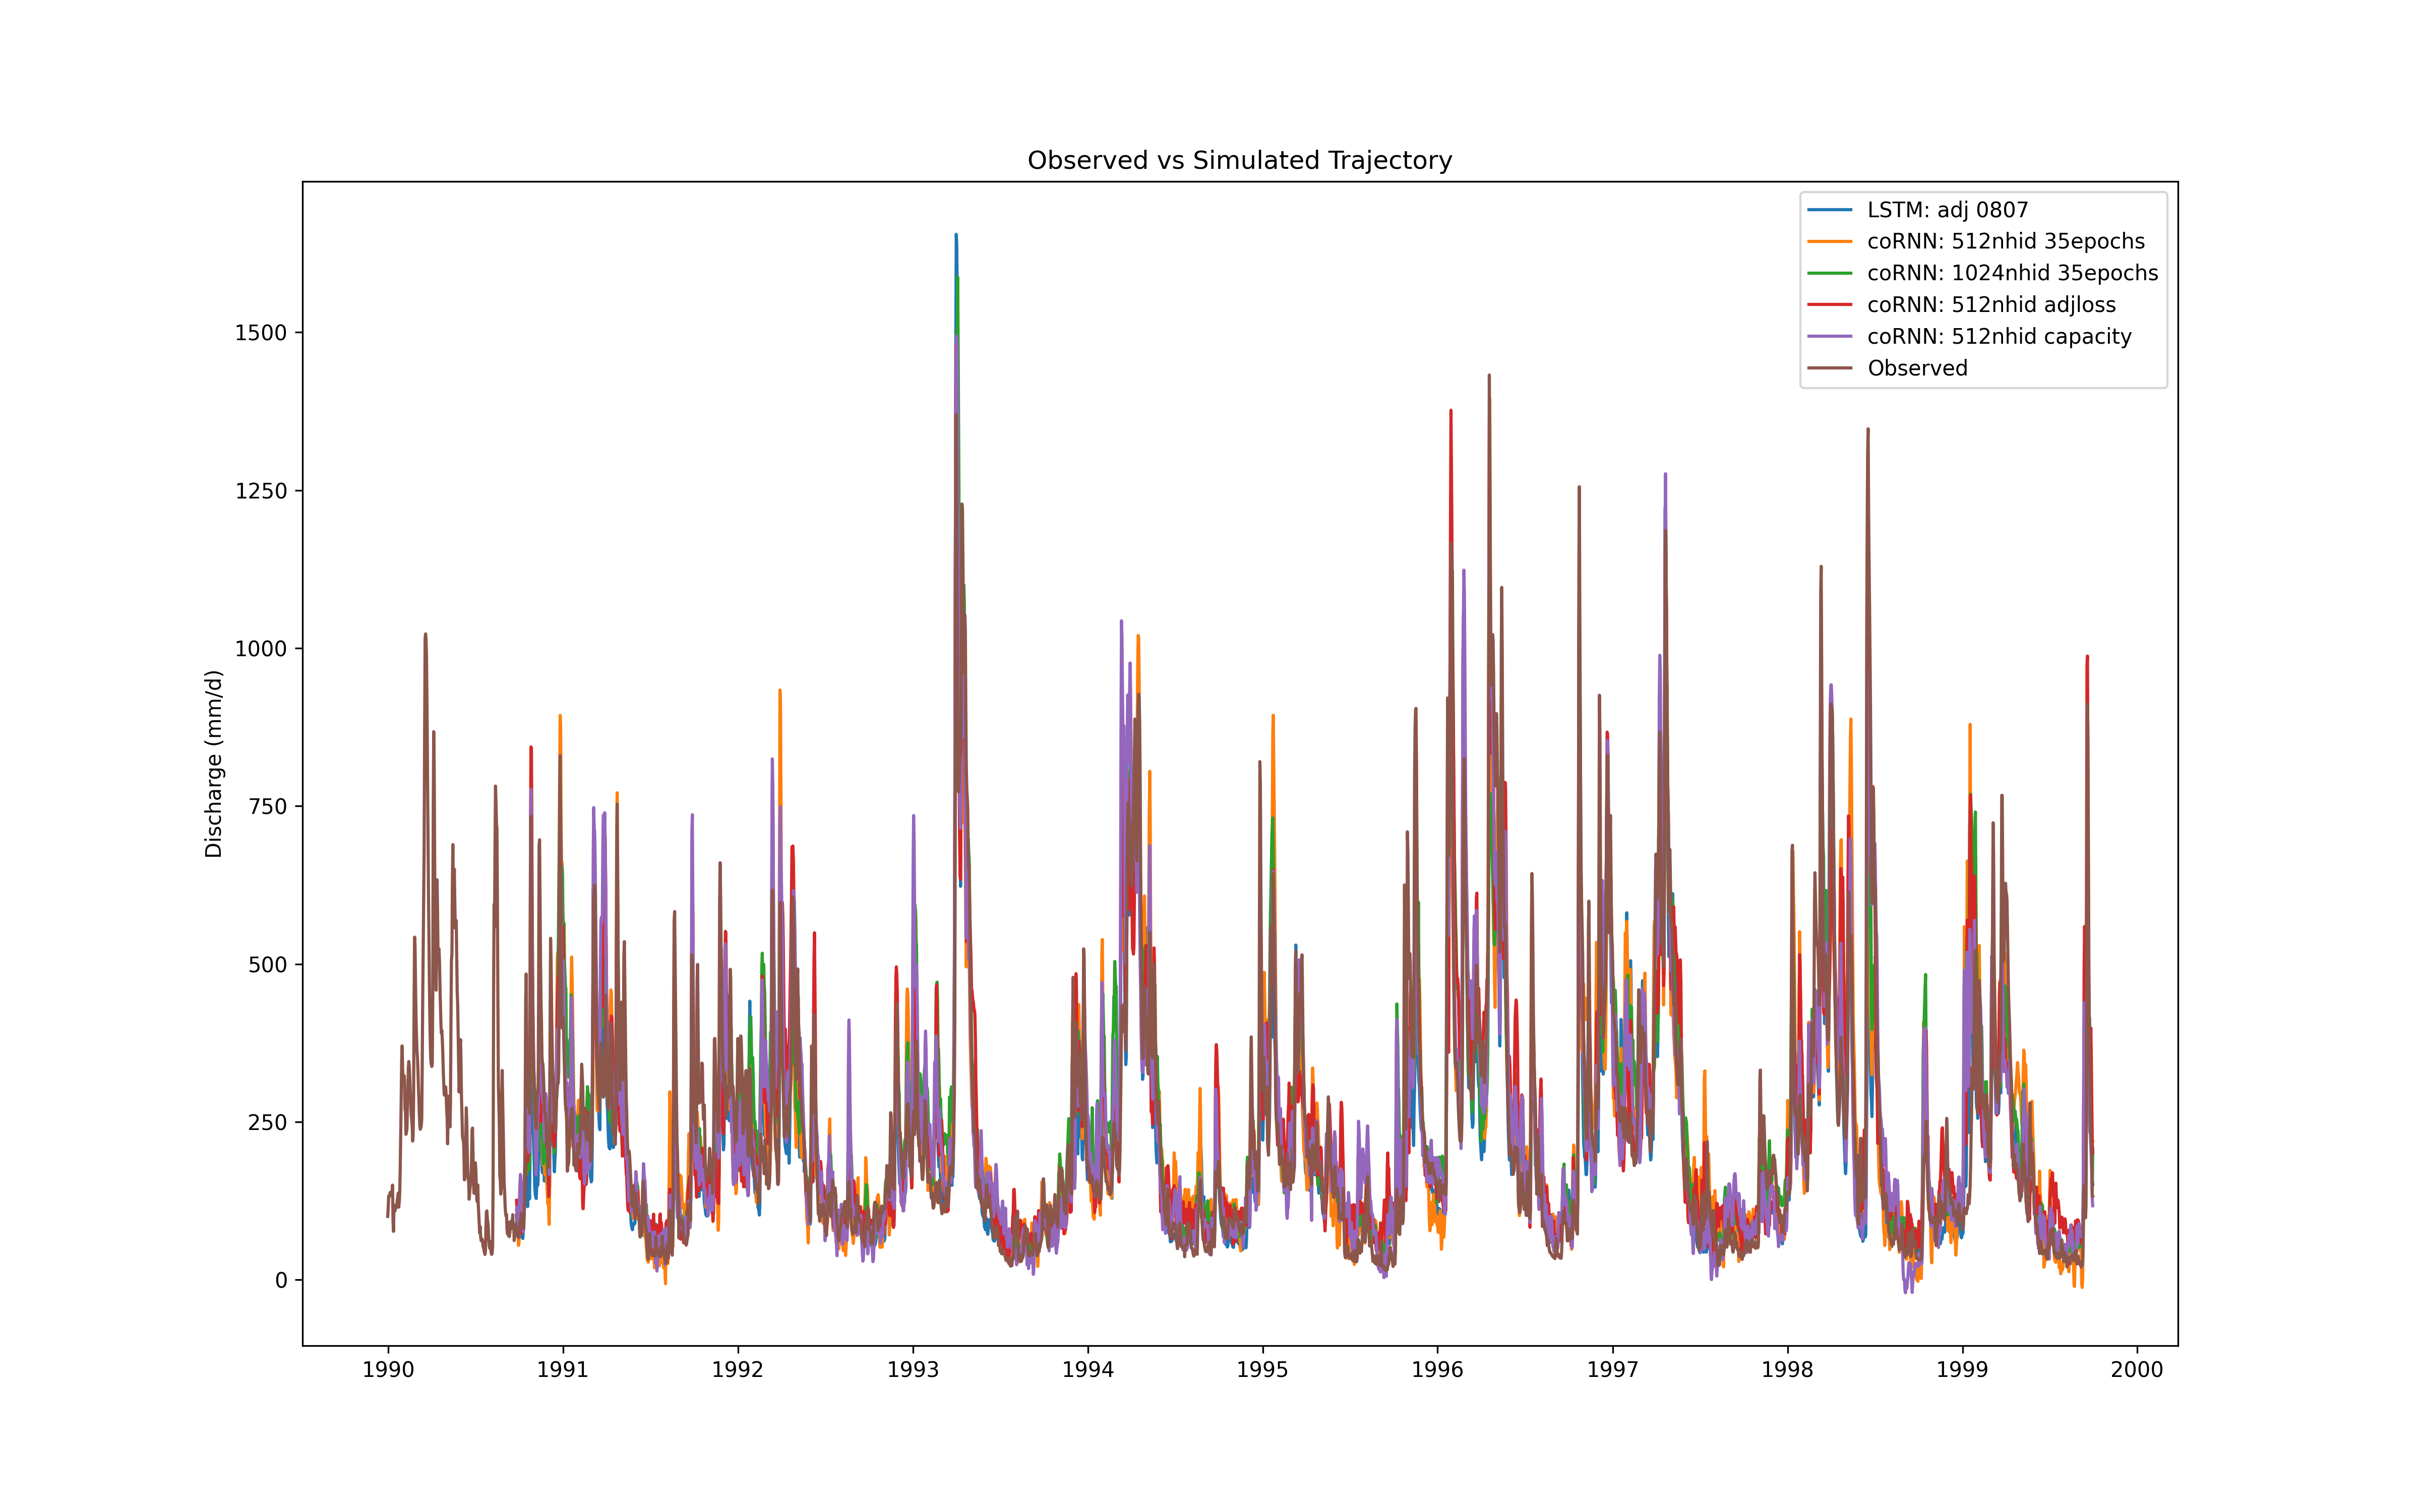 Observed vs Simulated Trajectory
LSTM: adj 0807
coRNN: 512nhid 35epochs
coRNN: 1024nhid 35epochs
coRNN: 512nhid adjloss
coRNN: 512nhid capacity
Observed
Discharge (mm/d)
1500
1250
1000
750
500
250
0
1990 1991 1992 1993 1994 1995 1996 1997 1998 1999 2000